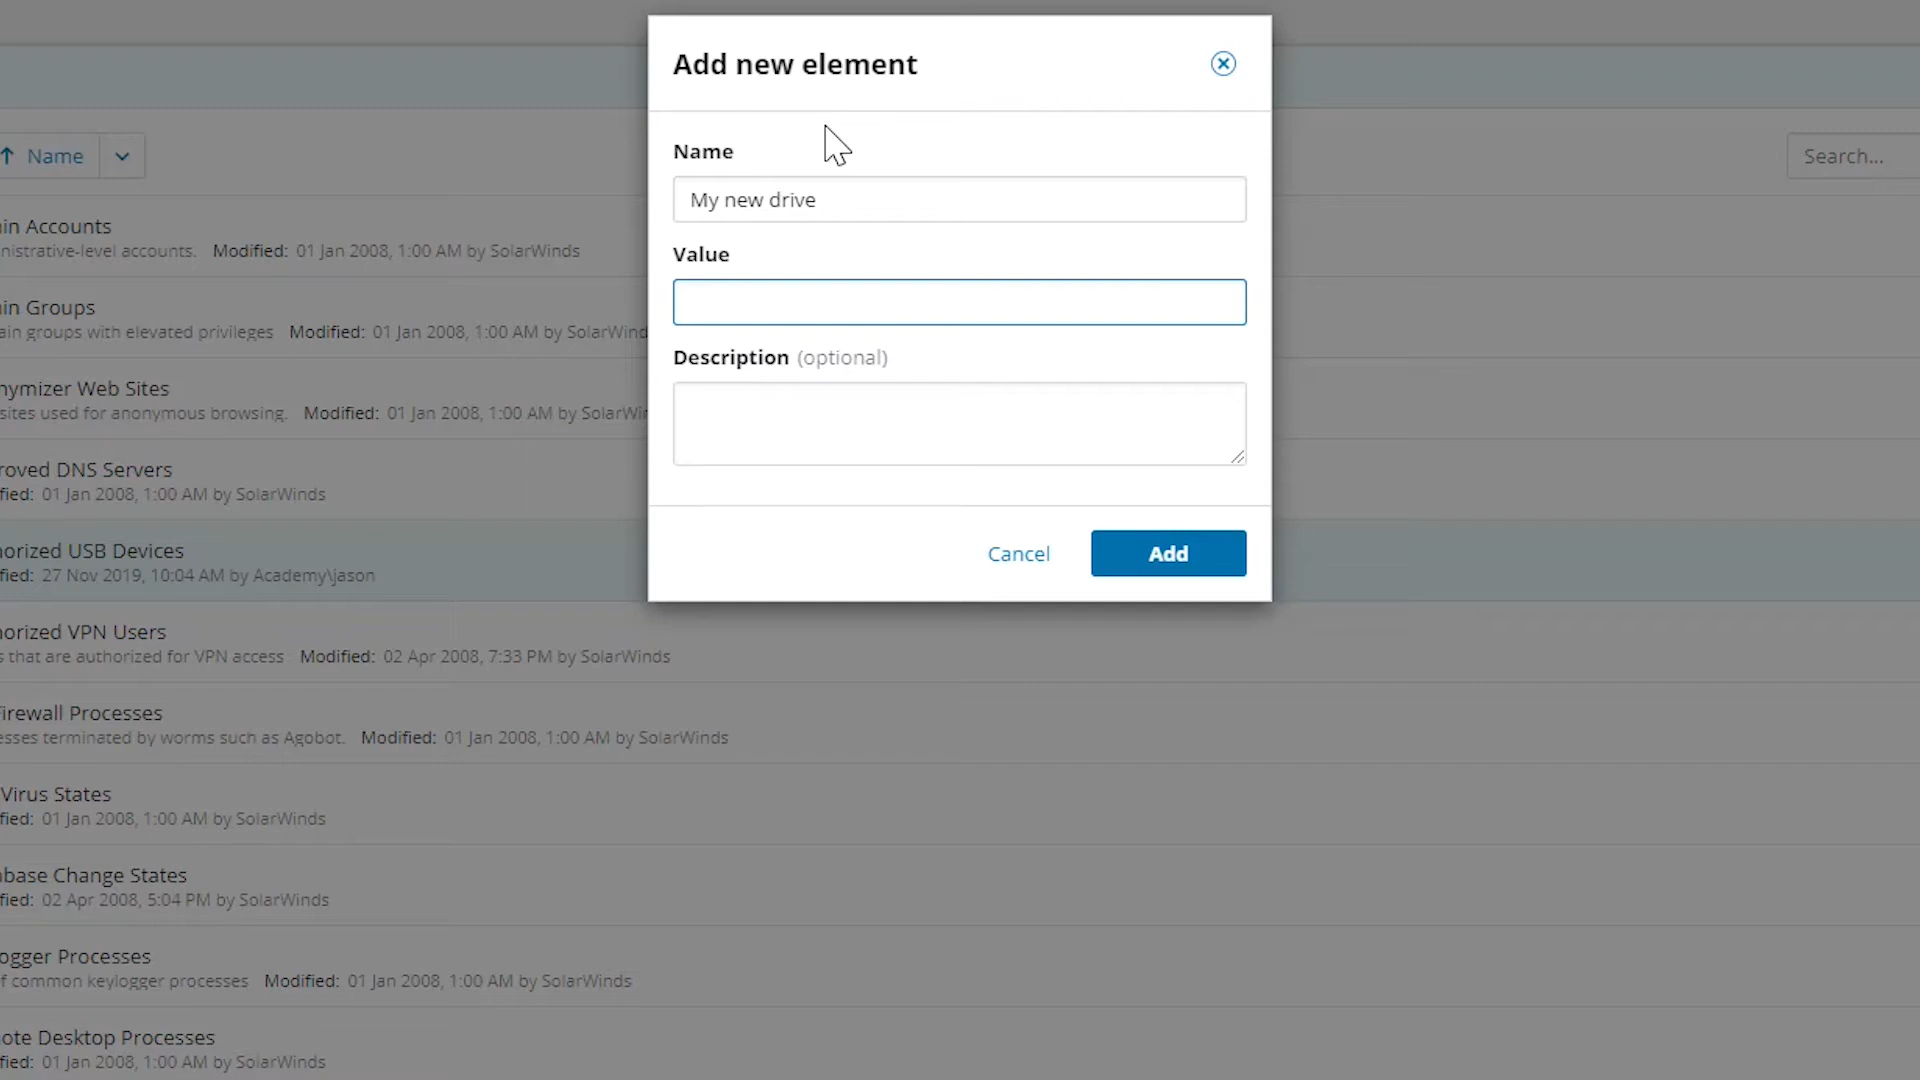 Add new element
Name
My new drive
Value
Description (optional)
Cancel
Add
Name
Search...
in Accounts
nistrative-level accounts. Modified: 01 Jan 2008, 1:00 AM by SolarWinds
in Groups
ain groups with elevated privileges Modified: 01 Jan 2008, 1:00 AM by SolarWind
nymizer Web Sites
sites used for anonymous browsing. Modified: 01 Jan 2008, 1:00 AM by SolarWin
roved DNS Servers
fied: 01 Jan 2008, 1:00 AM by SolarWinds
norized USB Devices
fied: 27 Nov 2019, 10:04 AM by Academy\jason
norized VPN Users
s that are authorized for VPN access Modified: 02 Apr 2008, 7:33 PM by SolarWinds
Firewall Processes
esses terminated by worms such as Agobot. Modified: 01 Jan 2008, 1:00 AM by SolarWinds
Virus States
fied: 01 Jan 2008, 1:00 AM by SolarWinds
abase Change States
fied: 02 Apr 2008, 5:04 PM by SolarWinds
ogger Processes
f common keylogger processes Modified: 01 Jan 2008, 1:00 AM by SolarWinds
ote Desktop Processes
fied: 01 Jan 2008, 1:00 AM by SolarWinds